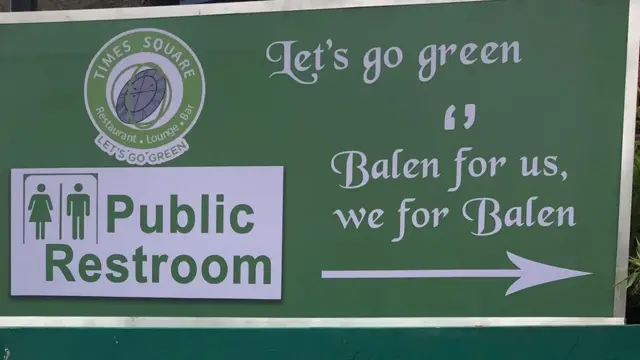 TIMES SQUARE
Restaurant • Lounge • Bar
LET'S GO GREEN
Public
Restroom
Let's go green
“
Balen for us,
we for Balen